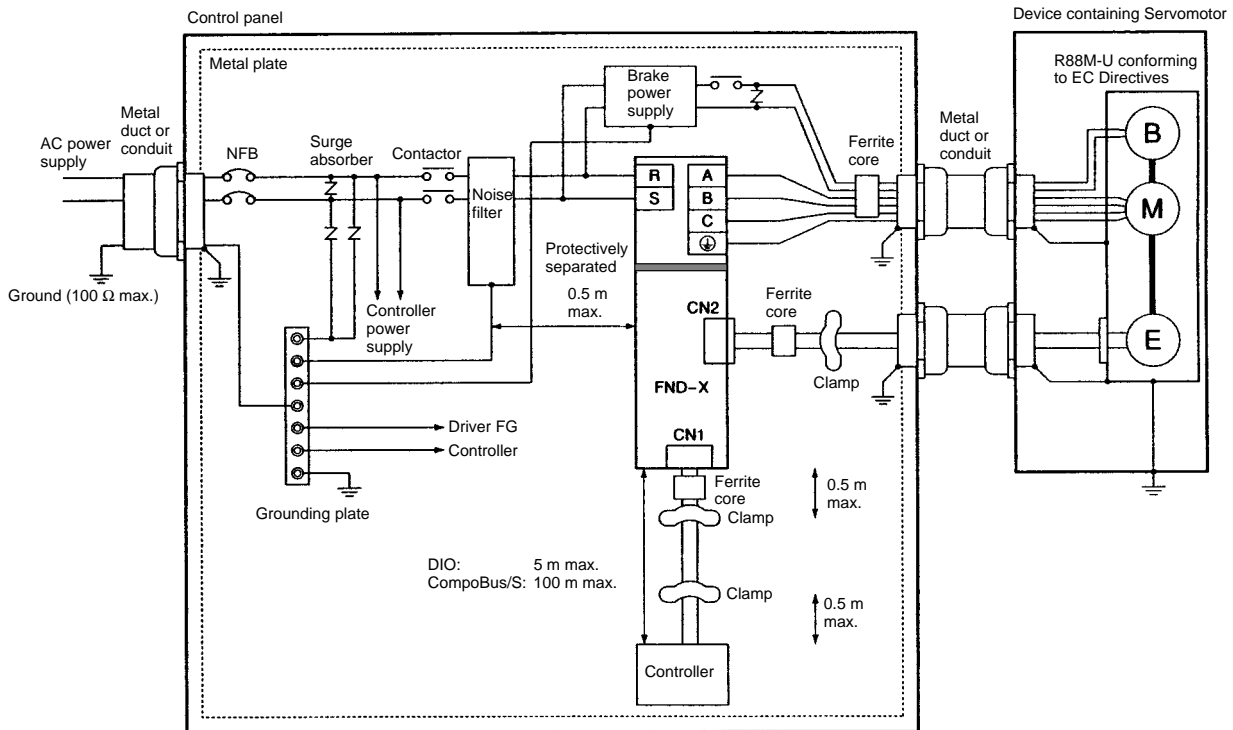 Control panel
Device containing Servomotor
Metal plate
R88M-U conforming
to EC Directives
Brake
power
supply
Metal
duct or
conduit
AC power
supply
NFB
Surge
absorber
Contactor
Noise
filter
R
S
A
B
C
Ferrite
core
Metal
duct or
conduit
B
M
E
Ground (100 Ω max.)
Protectively
separated
0.5 m
max.
Controller
power
supply
CN2
Ferrite
core
Clamp
FND-X
Driver FG
Controller
Grounding plate
CN1
Ferrite
core
Clamp
0.5 m
max.
DIO: 5 m max.
CompoBus/S: 100 m max.
Clamp
0.5 m
max.
Controller